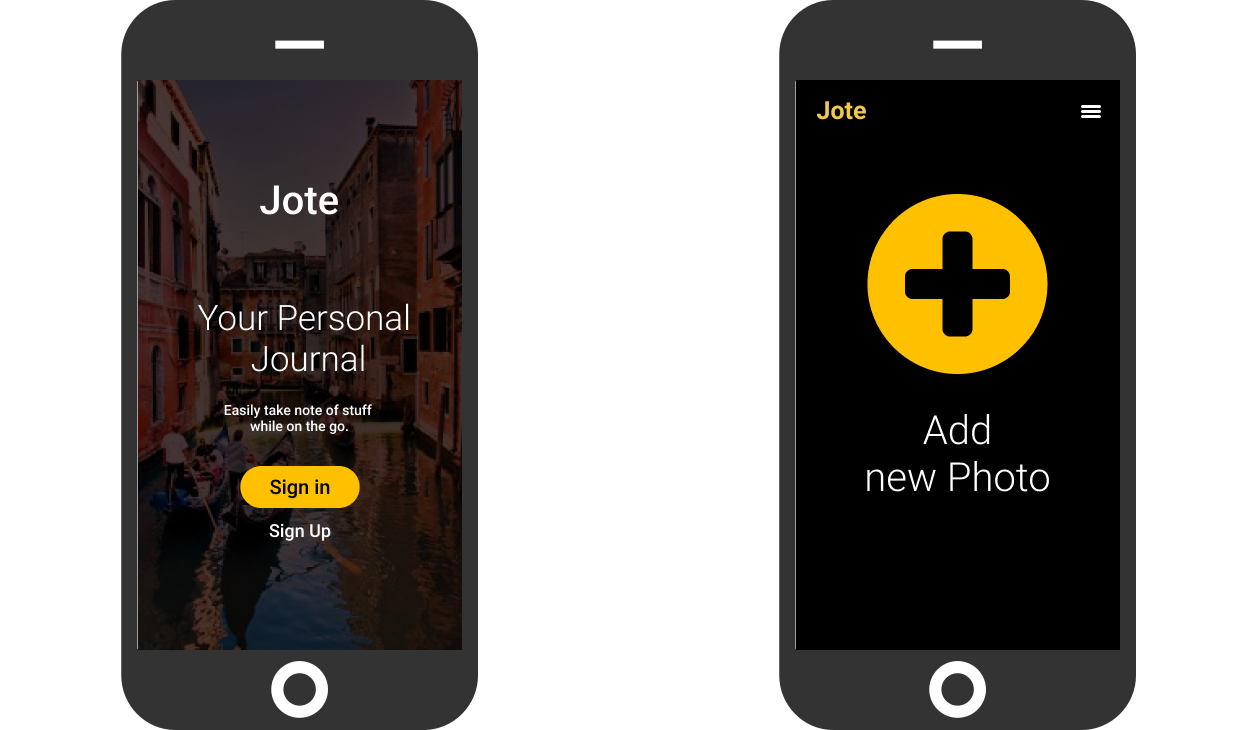 Jote
Your Personal
Journal
Easily take note of stuff
while on the go.
Sign in
Sign Up
Jote
Add
new Photo